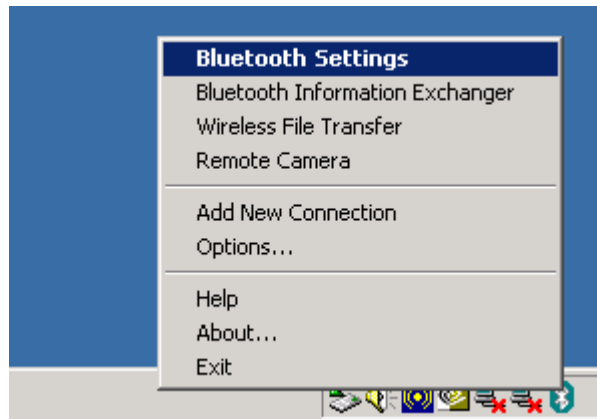 Bluetooth Settings
Bluetooth Information Exchanger
Wireless File Transfer
Remote Camera
Add New Connection
Options...
Help
About...
Exit